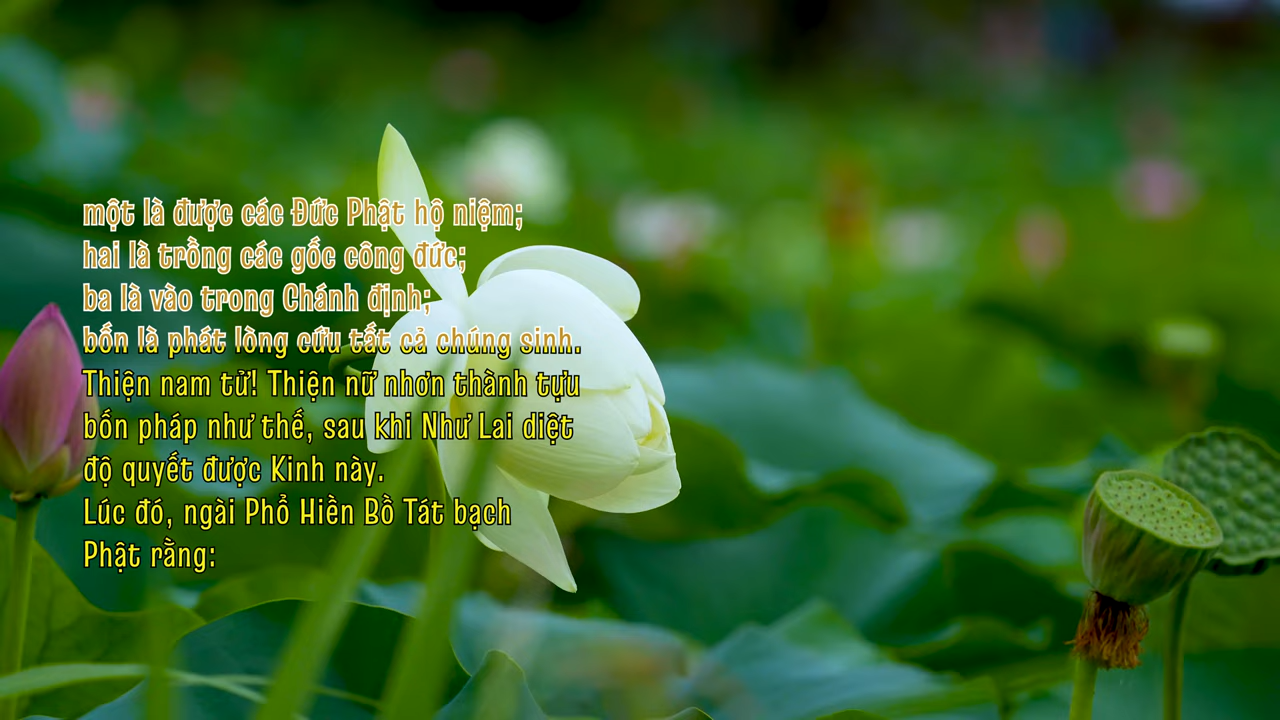 một là được các Đức Phật hộ niệm;
hai là trồng các gốc công đức;
ba là vào trong Chánh định;
bốn là phát lòng cứu tất cả chúng sinh.
Thiện nam tử! Thiện nữ nhơn thành tựu
bốn pháp như thế, sau khi Như Lai diệt
độ quyết được Kinh này.
Lúc đó, ngài Phổ Hiền Bồ Tát bạch
Phật rằng: